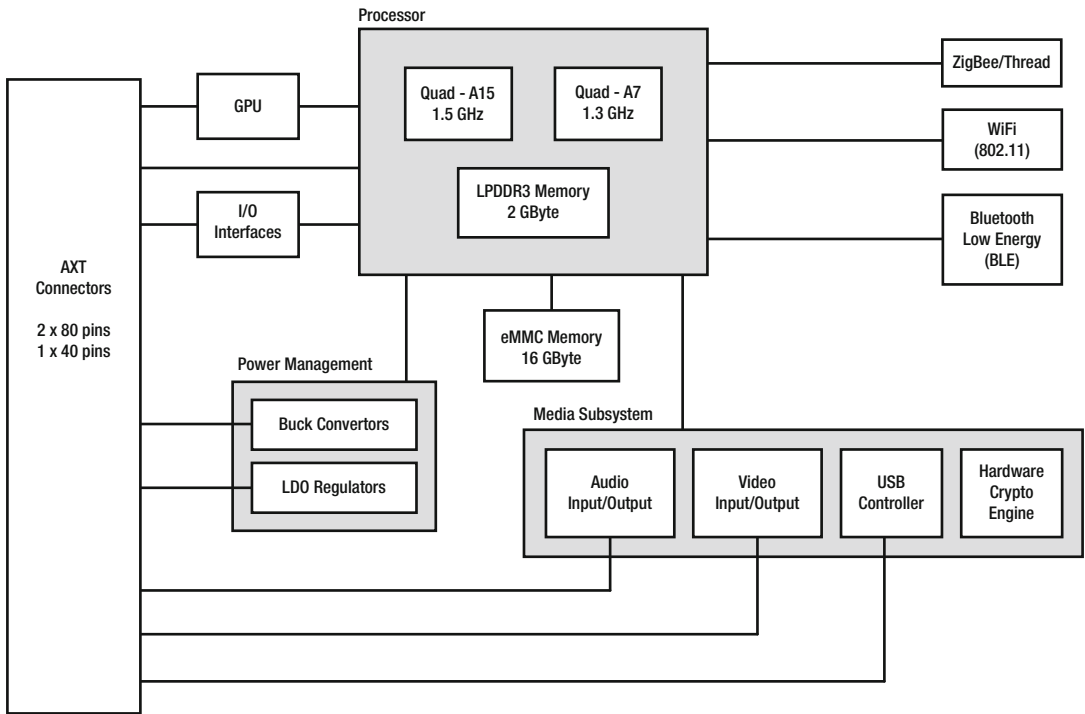 Processor
Quad - A15
1.5 GHz
Quad - A7
1.3 GHz
LPDDR3 Memory
2 GByte
GPU
I/O
Interfaces
AXT
Connectors
2 x 80 pins
1 x 40 pins
ZigBee/Thread
WiFi
(802.11)
Bluetooth
Low Energy
(BLE)
eMMC Memory
16 GByte
Power Management
Buck Convertors
LDO Regulators
Media Subsystem
Audio
Input/Output
Video
Input/Output
USB
Controller
Hardware
Crypto
Engine